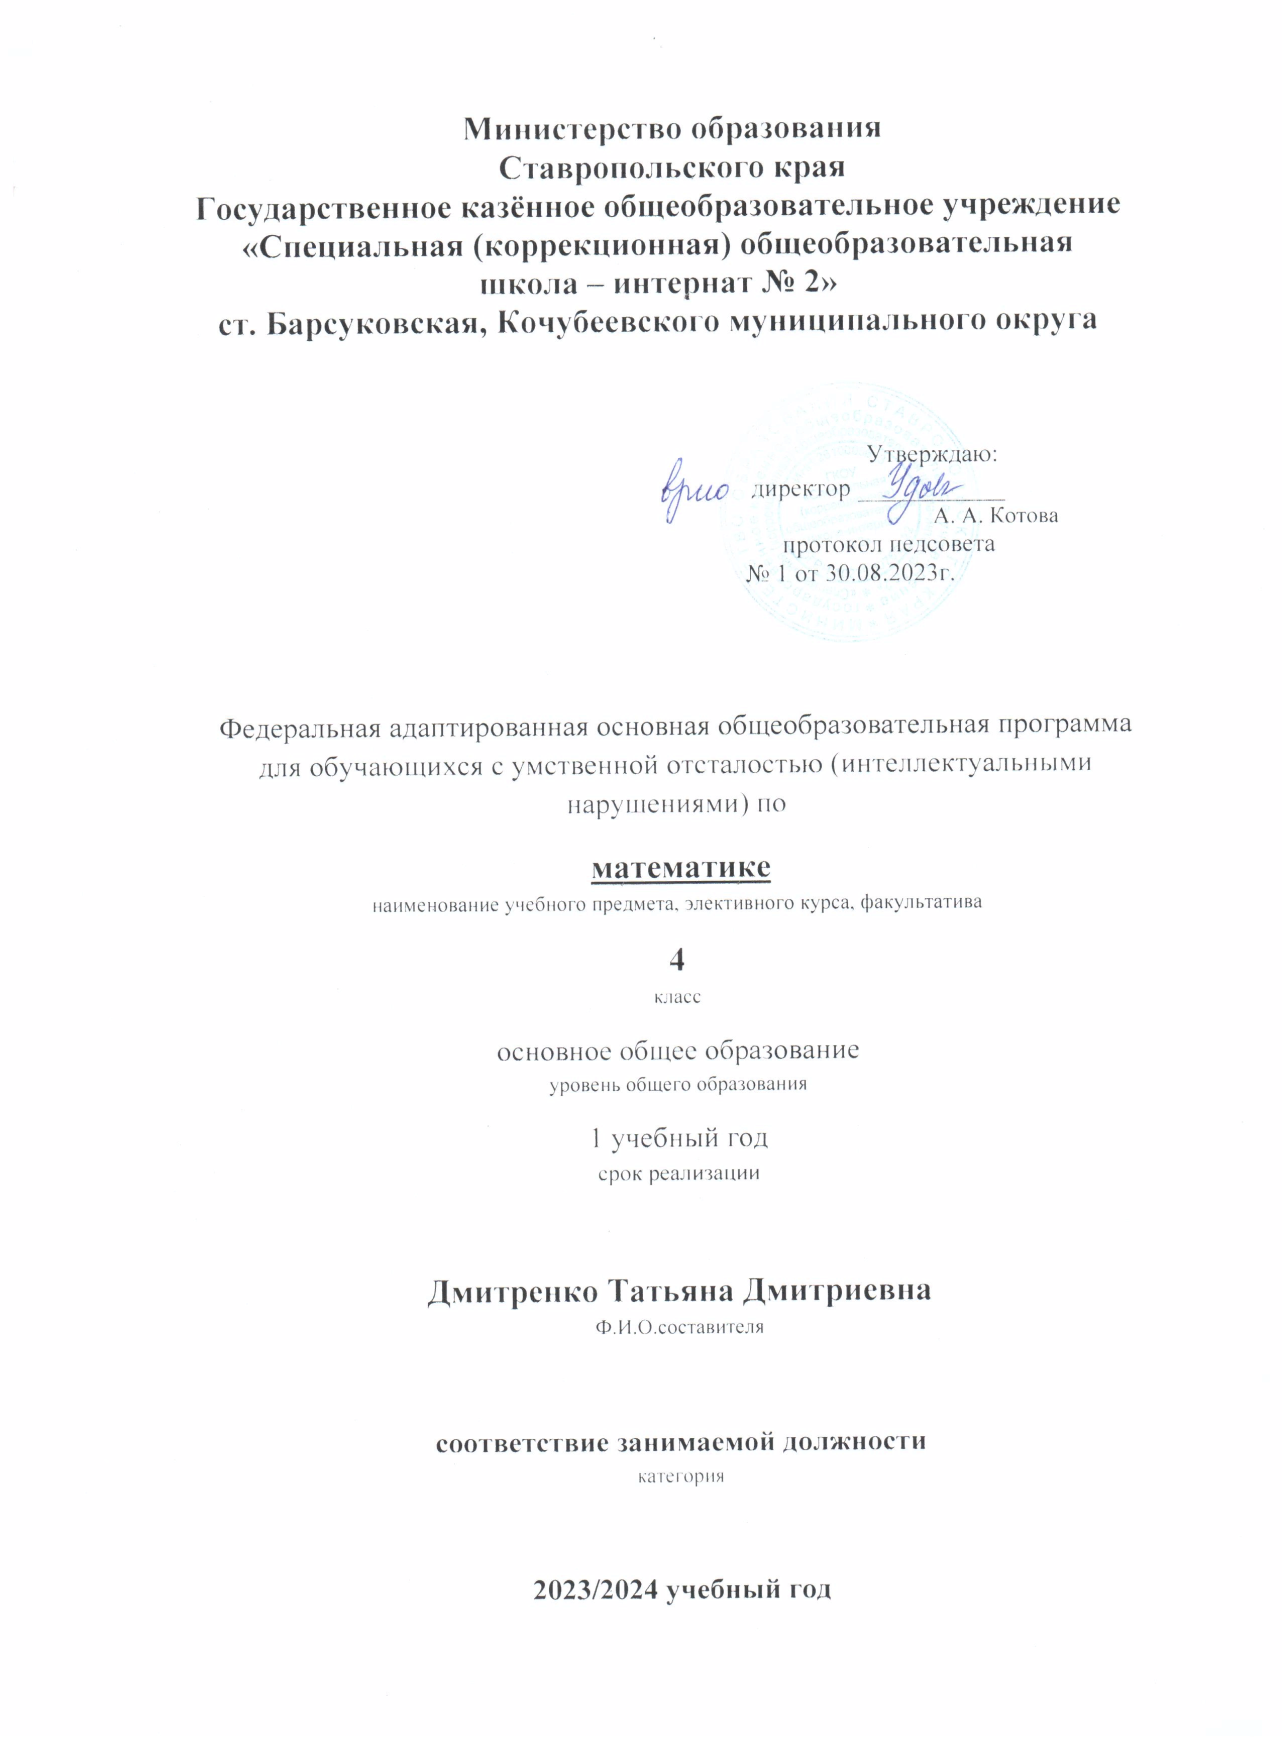 Министерство образования
Ставропольского края
Государственное казённое общеобразовательное учреждение
«Специальная (коррекционная) общеобразовательная
школа – интернат № 2»
ст. Барсуковская, Кочубеевского муниципального округа
Утверждаю:
врио директор
А. А. Котова
протокол педсовета
№ 1 от 30.08.2023г.
Федеральная адаптированная основная общеобразовательная программа
для обучающихся с умственной отсталостью (интеллектуальными
нарушениями) по
математике
наименование учебного предмета, элективного курса, факультатива
4
класс
основное общее образование
уровень общего образования
1 учебный год
срок реализации
Дмитренко Татьяна Дмитриевна
Ф.И.О.составителя
соответствие занимаемой должности
категория
2023/2024 учебный год